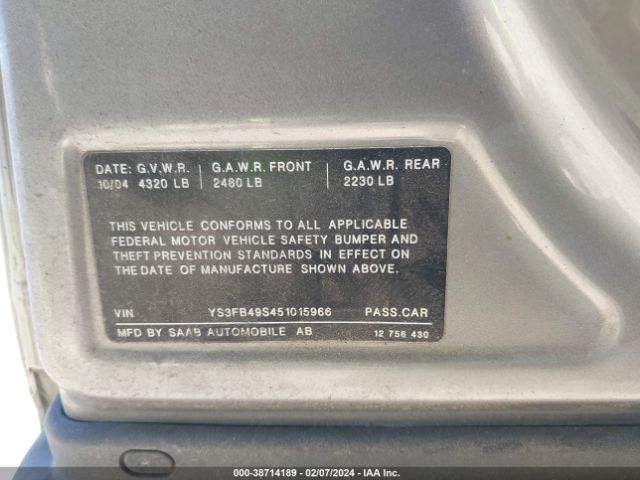 DATE: G.V.W.R. G.A.W.R. FRONT G.A.W.R. REAR
10/04 4320 LB 2480 LB 2230 LB
THIS VEHICLE CONFORMS TO ALL APPLICABLE
FEDERAL MOTOR VEHICLE SAFETY BUMPER AND
THEFT PREVENTION STANDARDS IN EFFECT ON
THE DATE OF MANUFACTURE SHOWN ABOVE.
VIN YS3FB49S451015966 PASS.CAR
MFD BY SAAB AUTOMOBILE AB 12 756 430
000-38714189 - 02/07/2024 - IAA Inc.